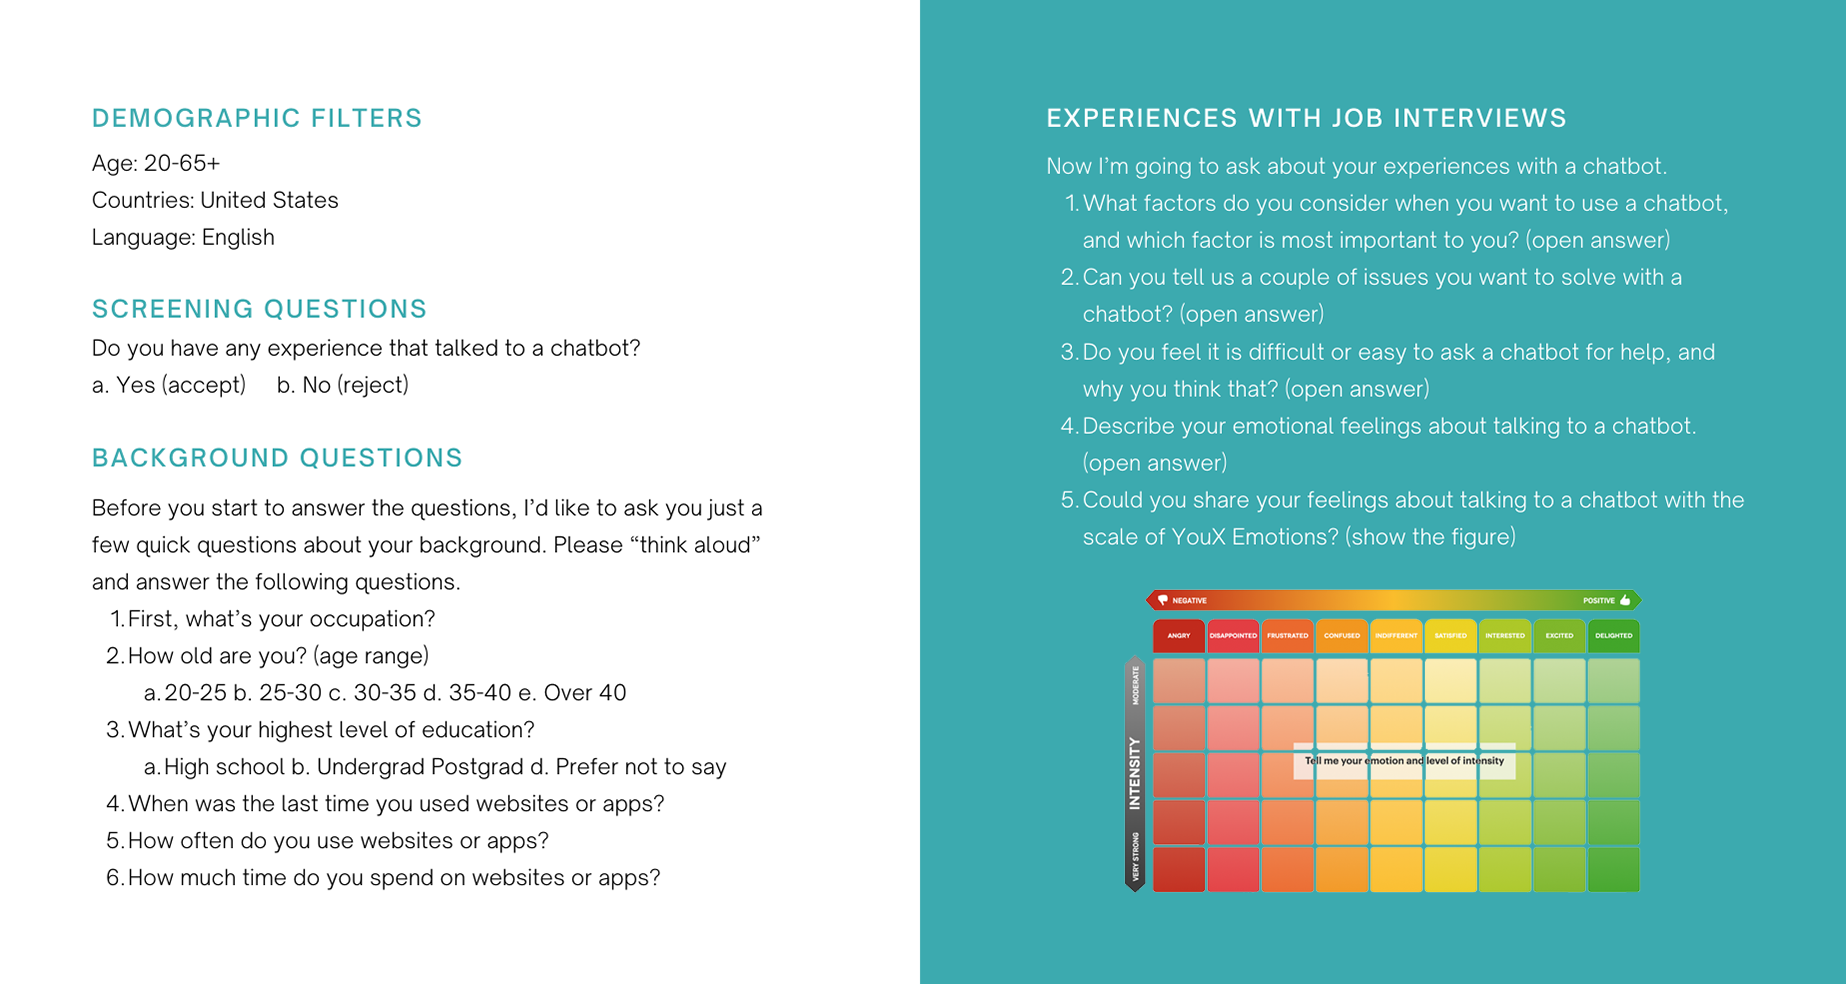 DEMOGRAPHIC FILTERS
Age: 20-65+
Countries: United States
Language: English
SCREENING QUESTIONS
Do you have any experience that talked to a chatbot?
a. Yes (accept) b. No (reject)
BACKGROUND QUESTIONS
Before you start to answer the questions, I'd like to ask you just a
few quick questions about your background. Please “think aloud”
and answer the following questions.
1. First, what's your occupation?
2. How old are you? (age range)
a. 20-25 b. 25-30 c. 30-35 d. 35-40 e. Over 40
3. What's your highest level of education?
a. High school b. Undergrad Postgrad d. Prefer not to say
4. When was the last time you used websites or apps?
5. How often do you use websites or apps?
6. How much time do you spend on websites or apps?
EXPERIENCES WITH JOB INTERVIEWS
Now I'm going to ask about your experiences with a chatbot.
1. What factors do you consider when you want to use a chatbot,
and which factor is most important to you? (open answer)
2. Can you tell us a couple of issues you want to solve with a
chatbot? (open answer)
3. Do you feel it is difficult or easy to ask a chatbot for help, and
why you think that? (open answer)
4. Describe your emotional feelings about talking to a chatbot.
(open answer)
5. Could you share your feelings about talking to a chatbot with the
scale of YouX Emotions? (show the figure)
NEGATIVE POSITIVE
ANGRY DISAPPOINTED FRUSTRATED CONFUSED INDIFFERENT SATISFIED INTERESTED EXCITED DELIGHTED
MODERATE
INTENSITY
VERY STRONG
Tell me your emotion and level of intensity